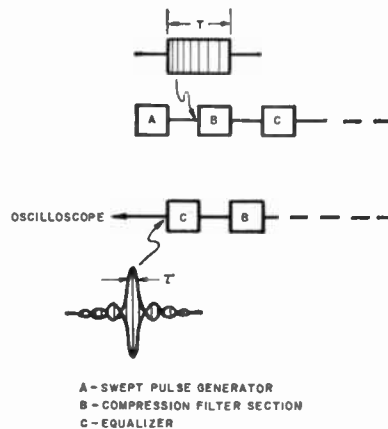 T
A B C
OSCILLOSCOPE C B
τ
A - SWEPT PULSE GENERATOR
B - COMPRESSION FILTER SECTION
C - EQUALIZER